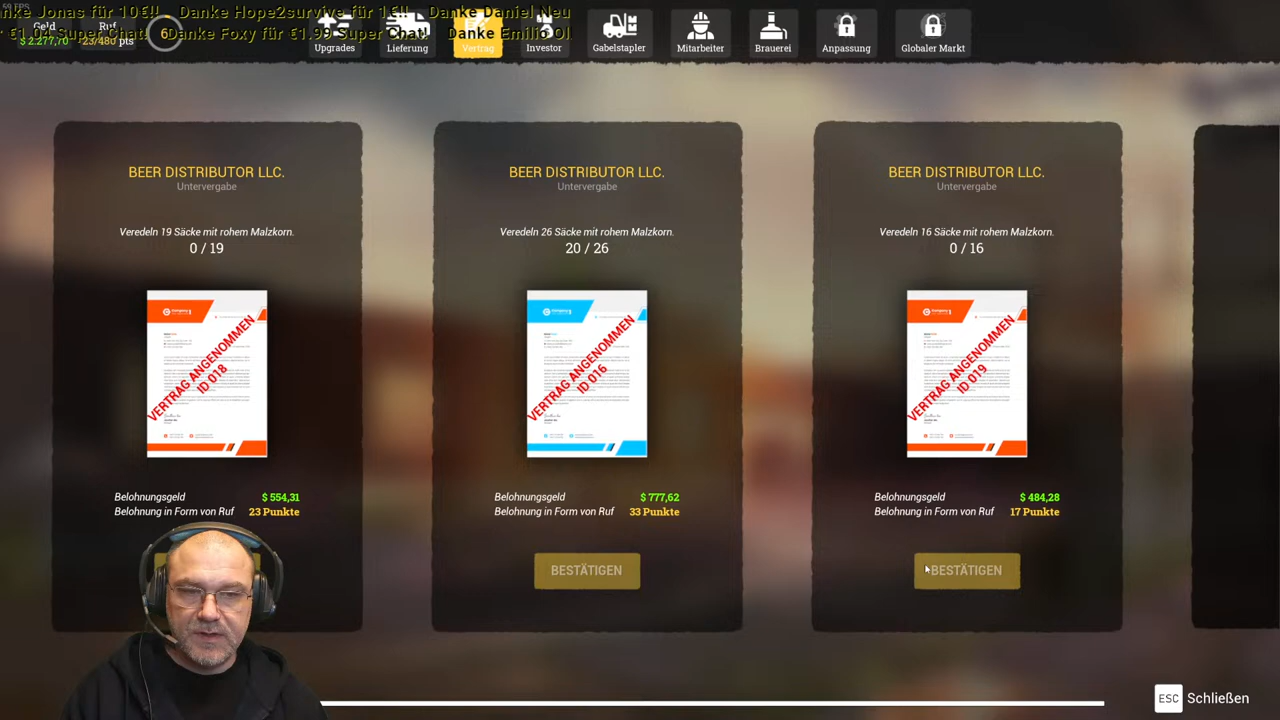 59 FPS
nke Jonas für 10€!! Danke Hope2survive für 1€!! Danke Daniel Neu
€1,04 Super Chat! Danke Foxy für €1.99 Super Chat! Danke Emilio Ol
Geld
$ 2.277,70
Ruf
23/480 pts
6
Upgrades
Lieferung
Vertrag
Investor
Gabelstapler
Mitarbeiter
Brauerei
Anpassung
Globaler Markt
BEER DISTRIBUTOR LLC.
Untervergabe
Veredeln 19 Säcke mit rohem Malzkorn.
0 / 19
VERTRAG ANGENOMMEN
ID 018
Belohnungsgeld $ 554,31
Belohnung in Form von Ruf 23 Punkte
BEER DISTRIBUTOR LLC.
Untervergabe
Veredeln 26 Säcke mit rohem Malzkorn.
20 / 26
VERTRAG ANGENOMMEN
ID 016
Belohnungsgeld $ 777,62
Belohnung in Form von Ruf 33 Punkte
BESTÄTIGEN
BEER DISTRIBUTOR LLC.
Untervergabe
Veredeln 16 Säcke mit rohem Malzkorn.
0 / 16
VERTRAG ANGENOMMEN
ID 019
Belohnungsgeld $ 484,28
Belohnung in Form von Ruf 17 Punkte
BESTÄTIGEN
ESC Schließen